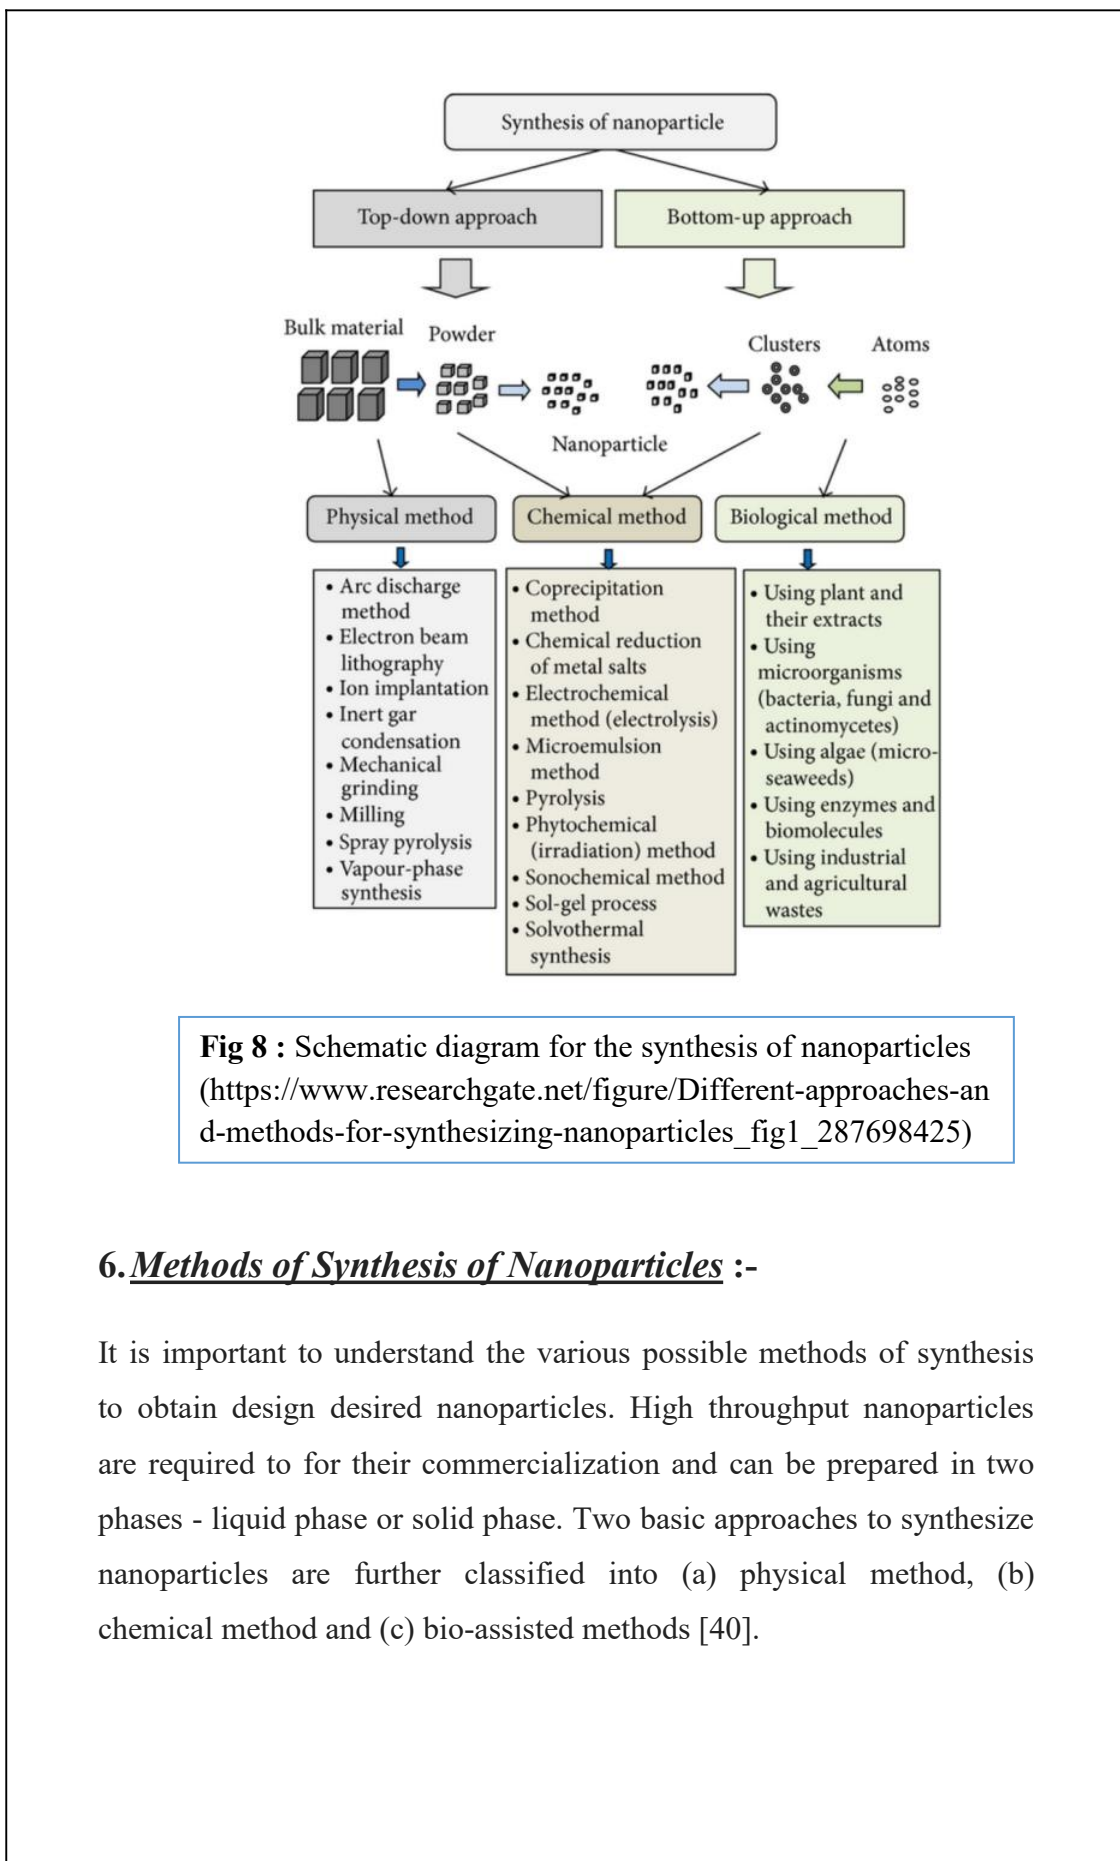 Synthesis of nanoparticle
Top-down approach
Bottom-up approach
Bulk material
Powder
Clusters
Atoms
Nanoparticle
Physical method
Chemical method
Biological method
• Arc discharge
method
• Electron beam
lithography
• Ion implantation
• Inert gar
condensation
• Mechanical
grinding
• Milling
• Spray pyrolysis
• Vapour-phase
synthesis
• Coprecipitation
method
• Chemical reduction
of metal salts
• Electrochemical
method (electrolysis)
• Microemulsion
method
• Pyrolysis
• Phytochemical
(irradiation) method
• Sonochemical method
• Sol-gel process
• Solvothermal
synthesis
• Using plant and
their extracts
• Using
microorganisms
(bacteria, fungi and
actinomycetes)
• Using algae (micro-
seaweeds)
• Using enzymes and
biomolecules
• Using industrial
and agricultural
wastes
Fig 8 : Schematic diagram for the synthesis of nanoparticles
(https://www.researchgate.net/figure/Different-approaches-an
d-methods-for-synthesizing-nanoparticles_fig1_287698425)
6. Methods of Synthesis of Nanoparticles :-
It is important to understand the various possible methods of synthesis
to obtain design desired nanoparticles. High throughput nanoparticles
are required to for their commercialization and can be prepared in two
phases - liquid phase or solid phase. Two basic approaches to synthesize
nanoparticles are further classified into (a) physical method, (b)
chemical method and (c) bio-assisted methods [40].